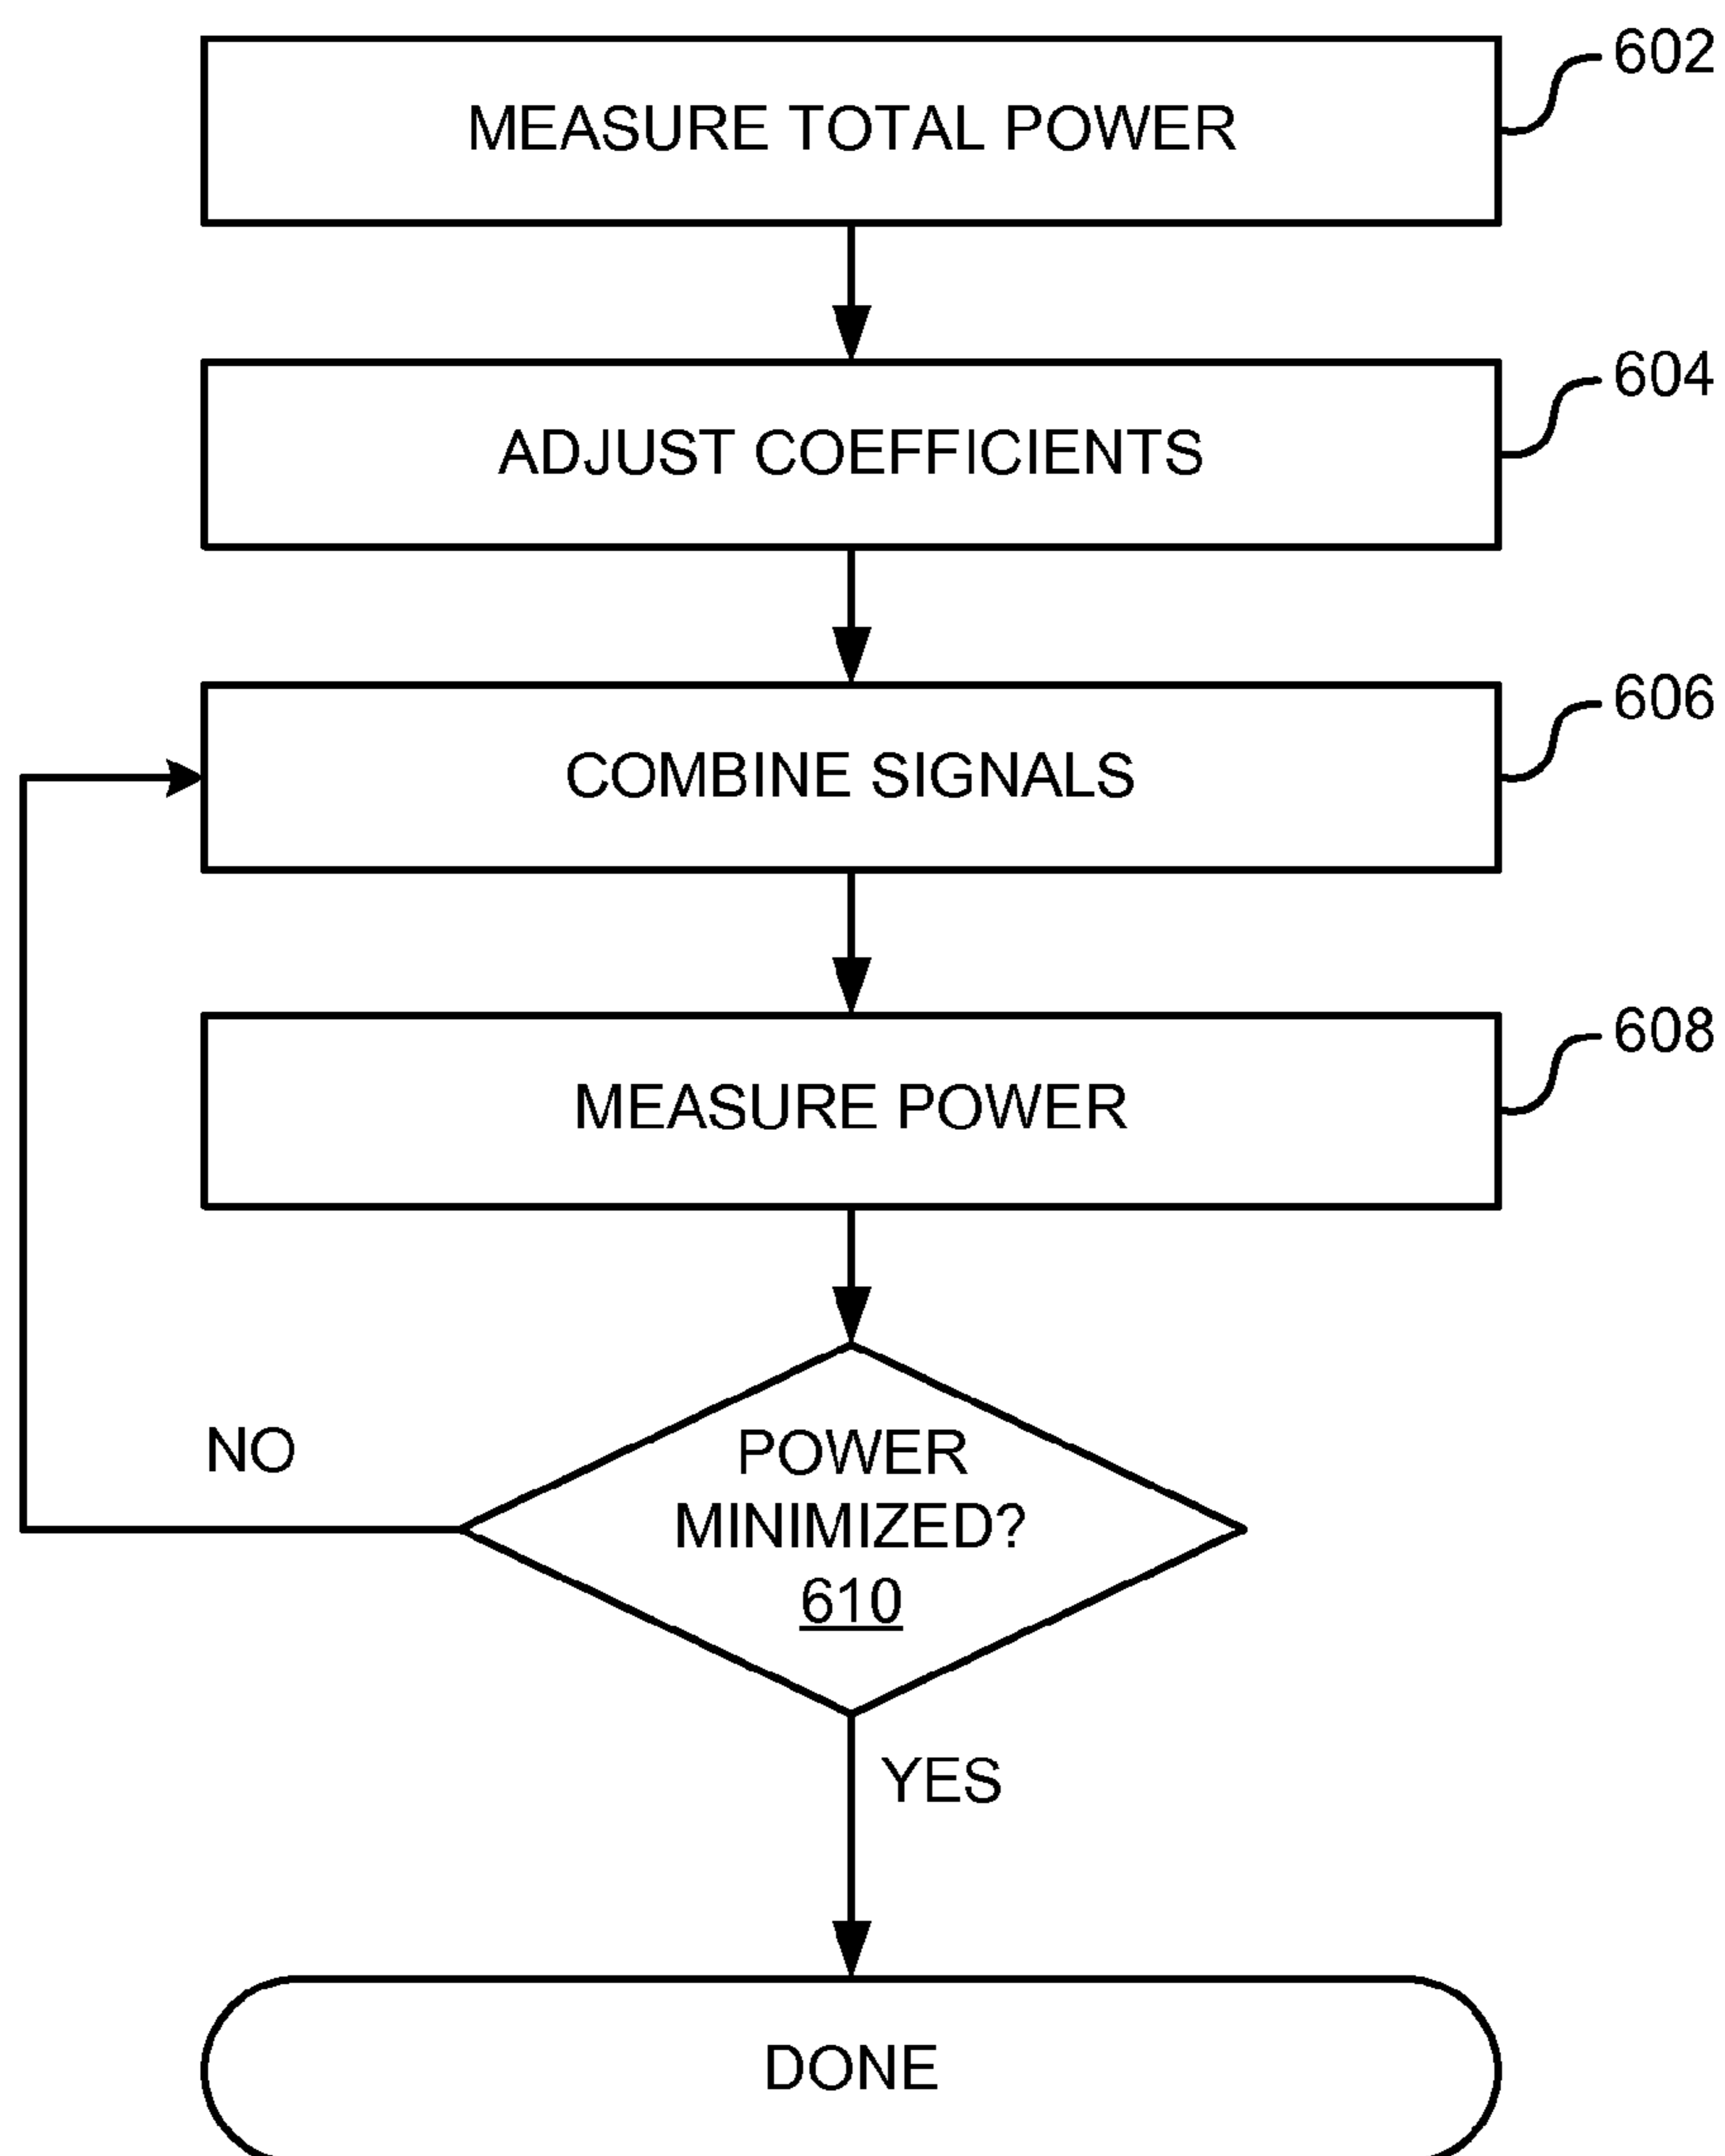 602
MEASURE TOTAL POWER
604
ADJUST COEFFICIENTS
606
COMBINE SIGNALS
608
MEASURE POWER
NO
POWER
MINIMIZED?
610
YES
DONE